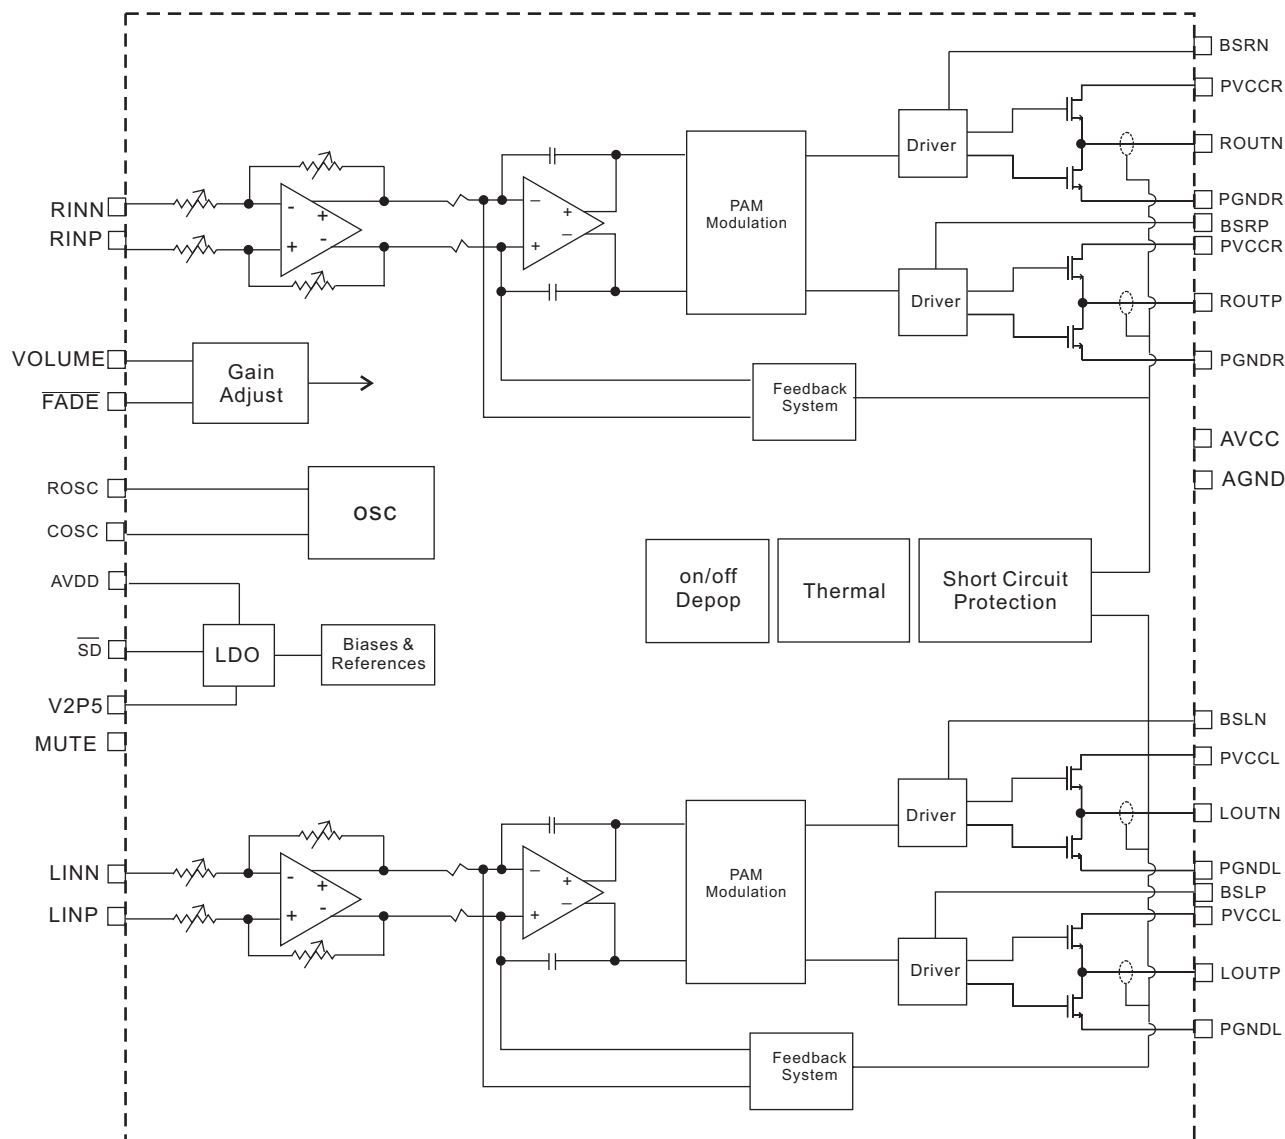 BSRN
PVCCR
Driver
ROUTN
PAM
Modulation
- +
+ -
− +
+ −
RINN
RINP
PGNDR
BSRP
PVCCR
Driver
ROUTP
VOLUME
FADE
Gain
Adjust
PGNDR
Feedback
System
AVCC
AGND
ROSC
COSC
OSC
AVDD
SD
V2P5
MUTE
LDO
Biases &
References
on/off
Depop
Thermal
Short Circuit
Protection
BSLN
PVCCL
Driver
LOUTN
PAM
Modulation
LINN
LINP
- +
+ -
− +
+ −
PGNDL
BSLP
PVCCL
Driver
LOUTP
PGNDL
Feedback
System